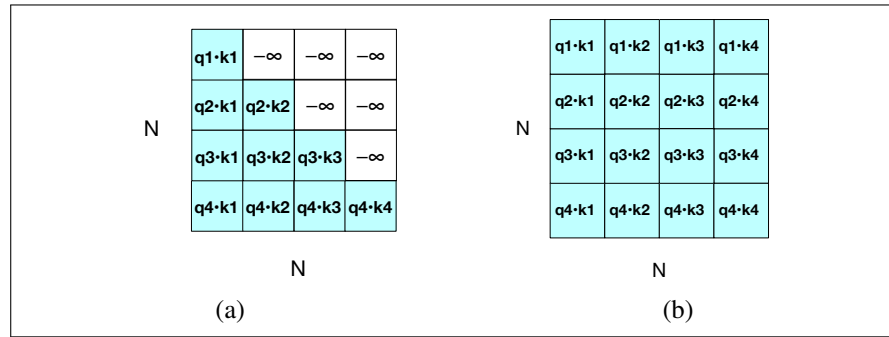 q1•k1 −∞ −∞ −∞
q2•k1 q2•k2 −∞ −∞
q3•k1 q3•k2 q3•k3 −∞
q4•k1 q4•k2 q4•k3 q4•k4
N
N
(a)
q1•k1 q1•k2 q1•k3 q1•k4
q2•k1 q2•k2 q2•k3 q2•k4
q3•k1 q3•k2 q3•k3 q3•k4
q4•k1 q4•k2 q4•k3 q4•k4
N
N
(b)